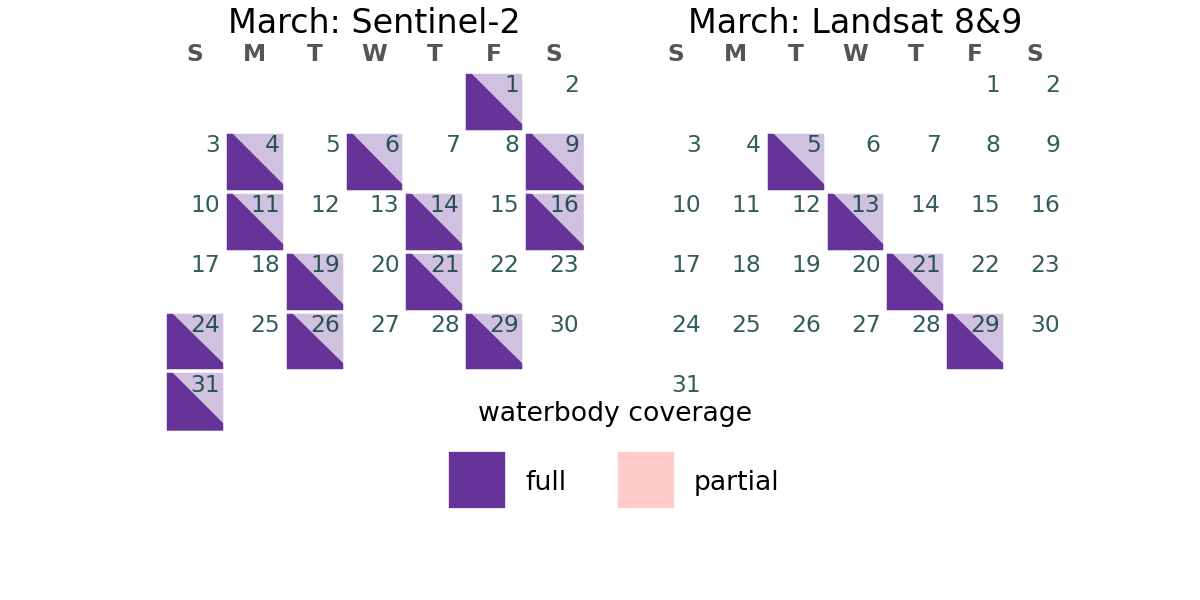 March: Sentinel-2
S M T W T F S
1 2
3 4 5 6 7 8 9
10 11 12 13 14 15 16
17 18 19 20 21 22 23
24 25 26 27 28 29 30
31
March: Landsat 8&9
S M T W T F S
1 2
3 4 5 6 7 8 9
10 11 12 13 14 15 16
17 18 19 20 21 22 23
24 25 26 27 28 29 30
31
waterbody coverage
full partial